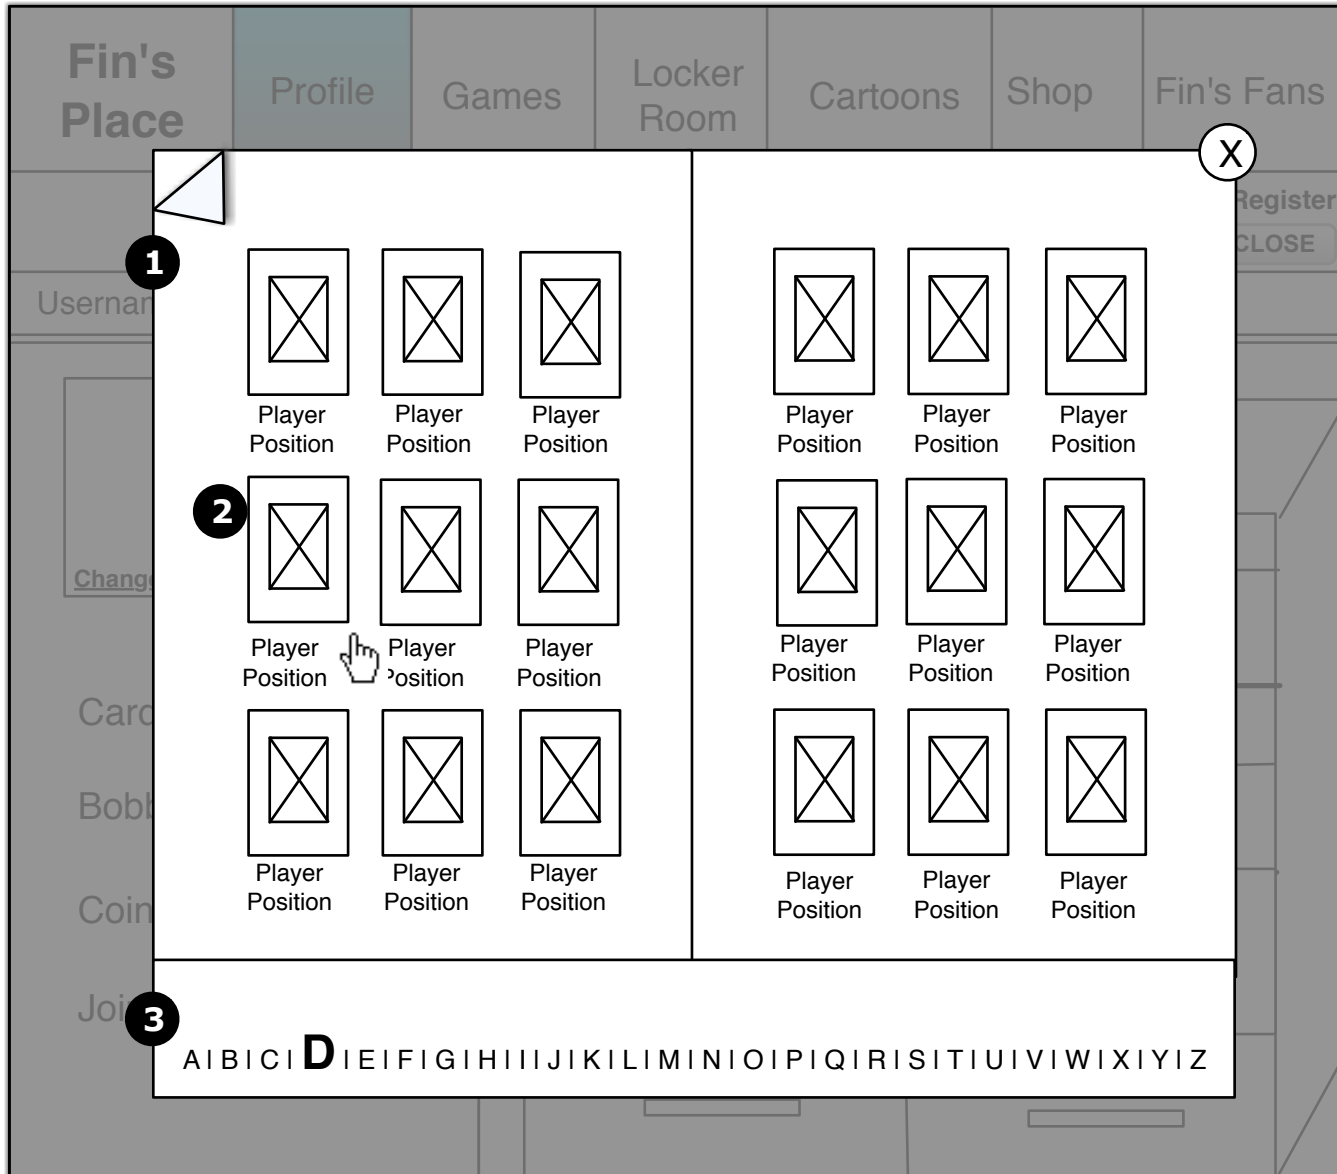 Fin's
Place
Profile
Games
Locker
Room
Cartoons
Shop
Fin's Fans
X
Register
CLOSE
1
Player Player Player Player Player Player
Position Position Position Position Position Position
2
Change
Player Player Player Player Player Player
Position Position Position Position Position Position
Player Player Player Player Player Player
Position Position Position Position Position Position
3
A | B | C | D | E | F | G | H | I | J | K | L | M | N | O | P | Q | R | S | T | U | V | W | X | Y | Z